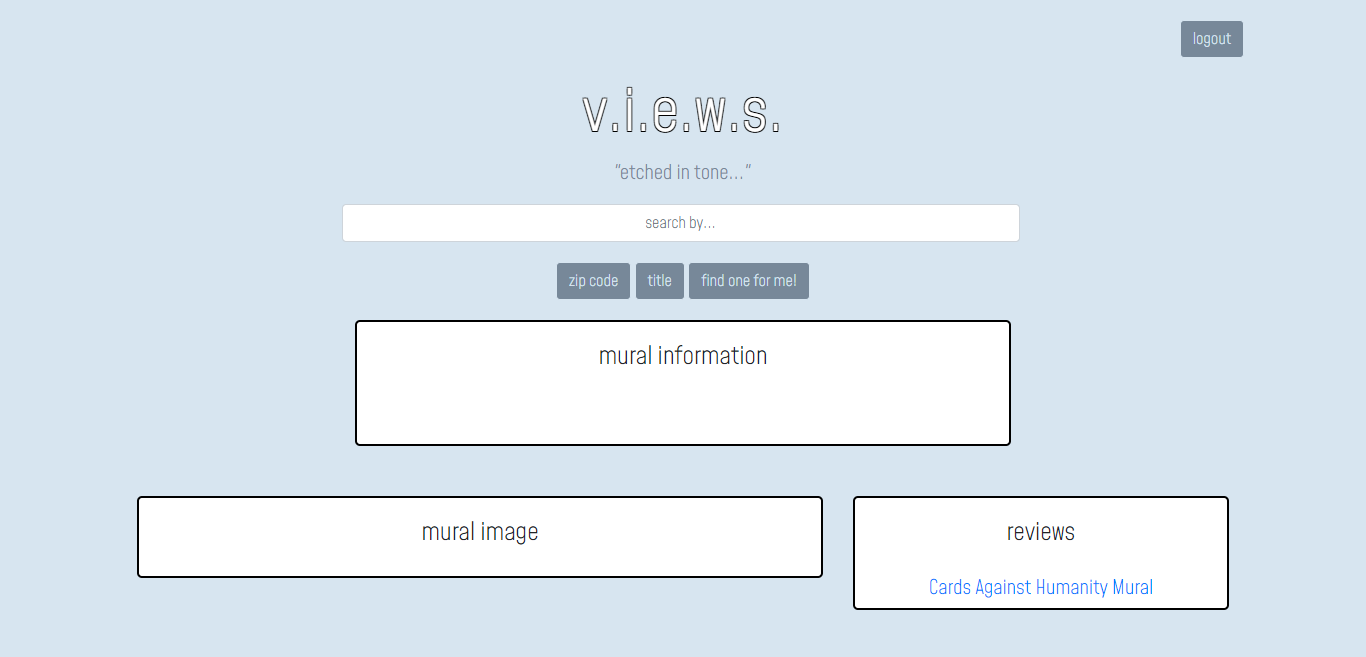 logout
v.i.e.w.s.
"etched in tone..."
search by...
zip code title find one for me!
mural information
mural image
reviews
Cards Against Humanity Mural